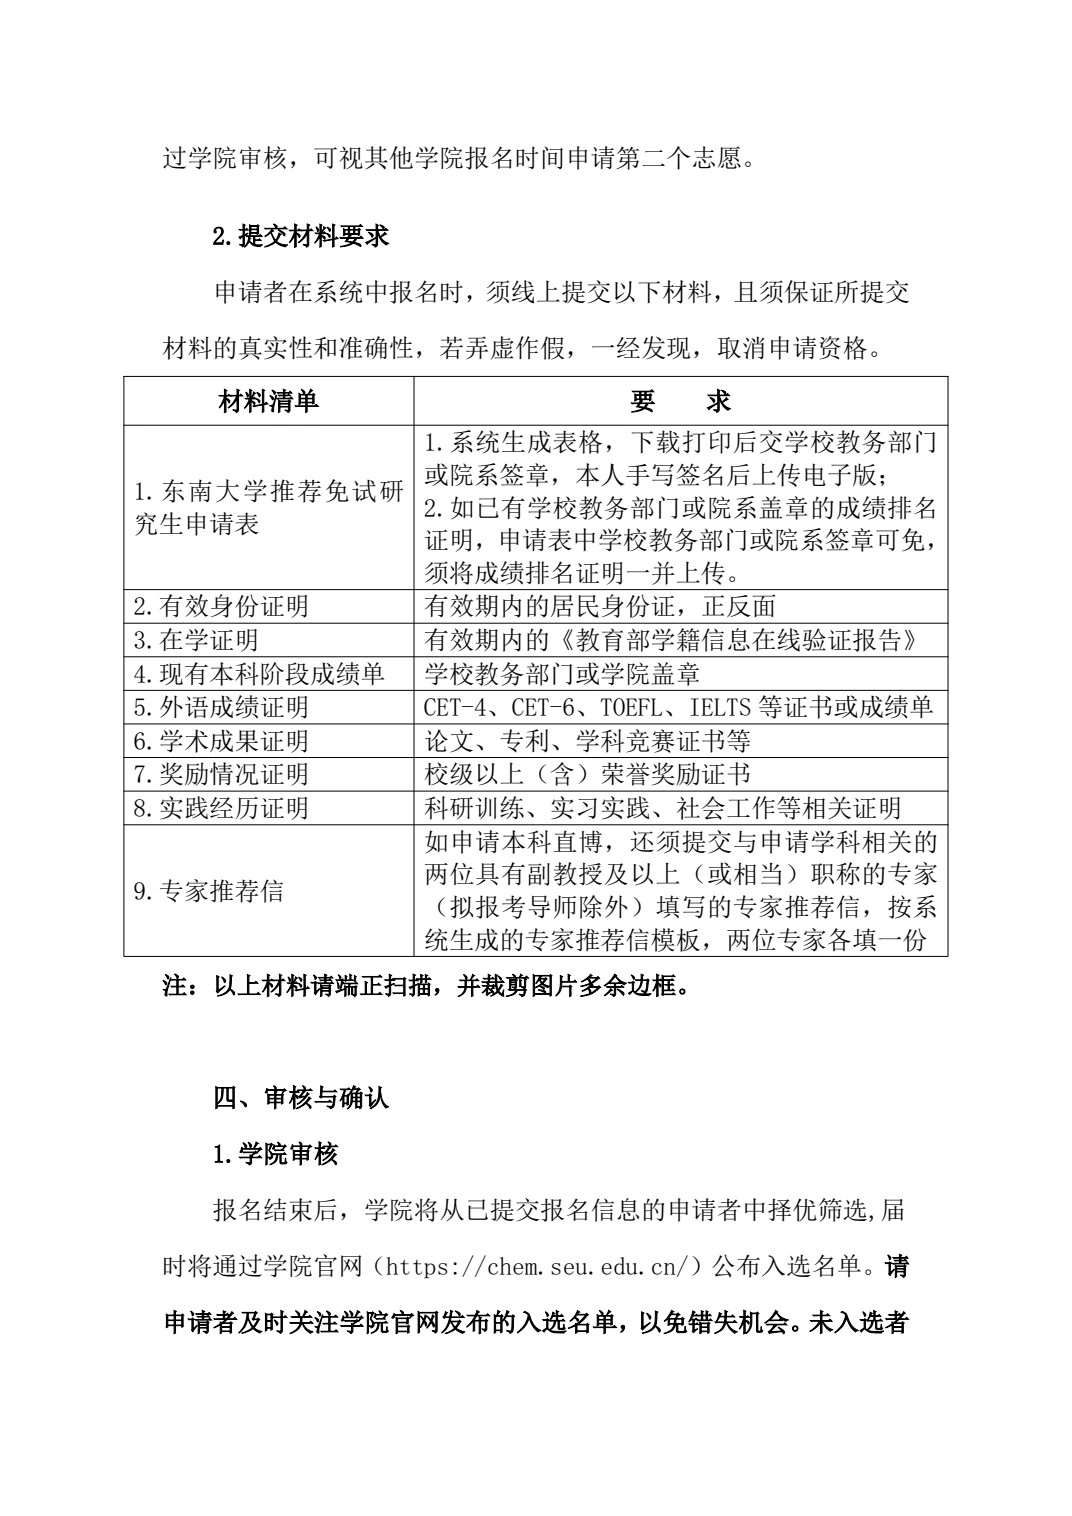 过学院审核，可视其他学院报名时间申请第二个志愿。
2.提交材料要求
申请者在系统中报名时，须线上提交以下材料，且须保证所提交
材料的真实性和准确性，若弄虚作假，一经发现，取消申请资格。
材料清单 要 求
1.东南大学推荐免试研
究生申请表
1.系统生成表格，下载打印后交学校教务部门
或院系签章，本人手写签名后上传电子版；
2.如已有学校教务部门或院系盖章的成绩排名
证明，申请表中学校教务部门或院系签章可免，
须将成绩排名证明一并上传。
2.有效身份证明 有效期内的居民身份证，正反面
3.在学证明 有效期内的《教育部学籍信息在线验证报告》
4.现有本科阶段成绩单 学校教务部门或学院盖章
5.外语成绩证明 CET-4、CET-6、TOEFL、IELTS 等证书或成绩单
6.学术成果证明 论文、专利、学科竞赛证书等
7.奖励情况证明 校级以上（含）荣誉奖励证书
8.实践经历证明 科研训练、实习实践、社会工作等相关证明
9.专家推荐信
如申请本科直博，还须提交与申请学科相关的
两位具有副教授及以上（或相当）职称的专家
（拟报考导师除外）填写的专家推荐信，按系
统生成的专家推荐信模板，两位专家各填一份
注：以上材料请端正扫描，并裁剪图片多余边框。
四、审核与确认
1.学院审核
报名结束后，学院将从已提交报名信息的申请者中择优筛选,届
时将通过学院官网（https://chem.seu.edu.cn/）公布入选名单。请
申请者及时关注学院官网发布的入选名单，以免错失机会。未入选者